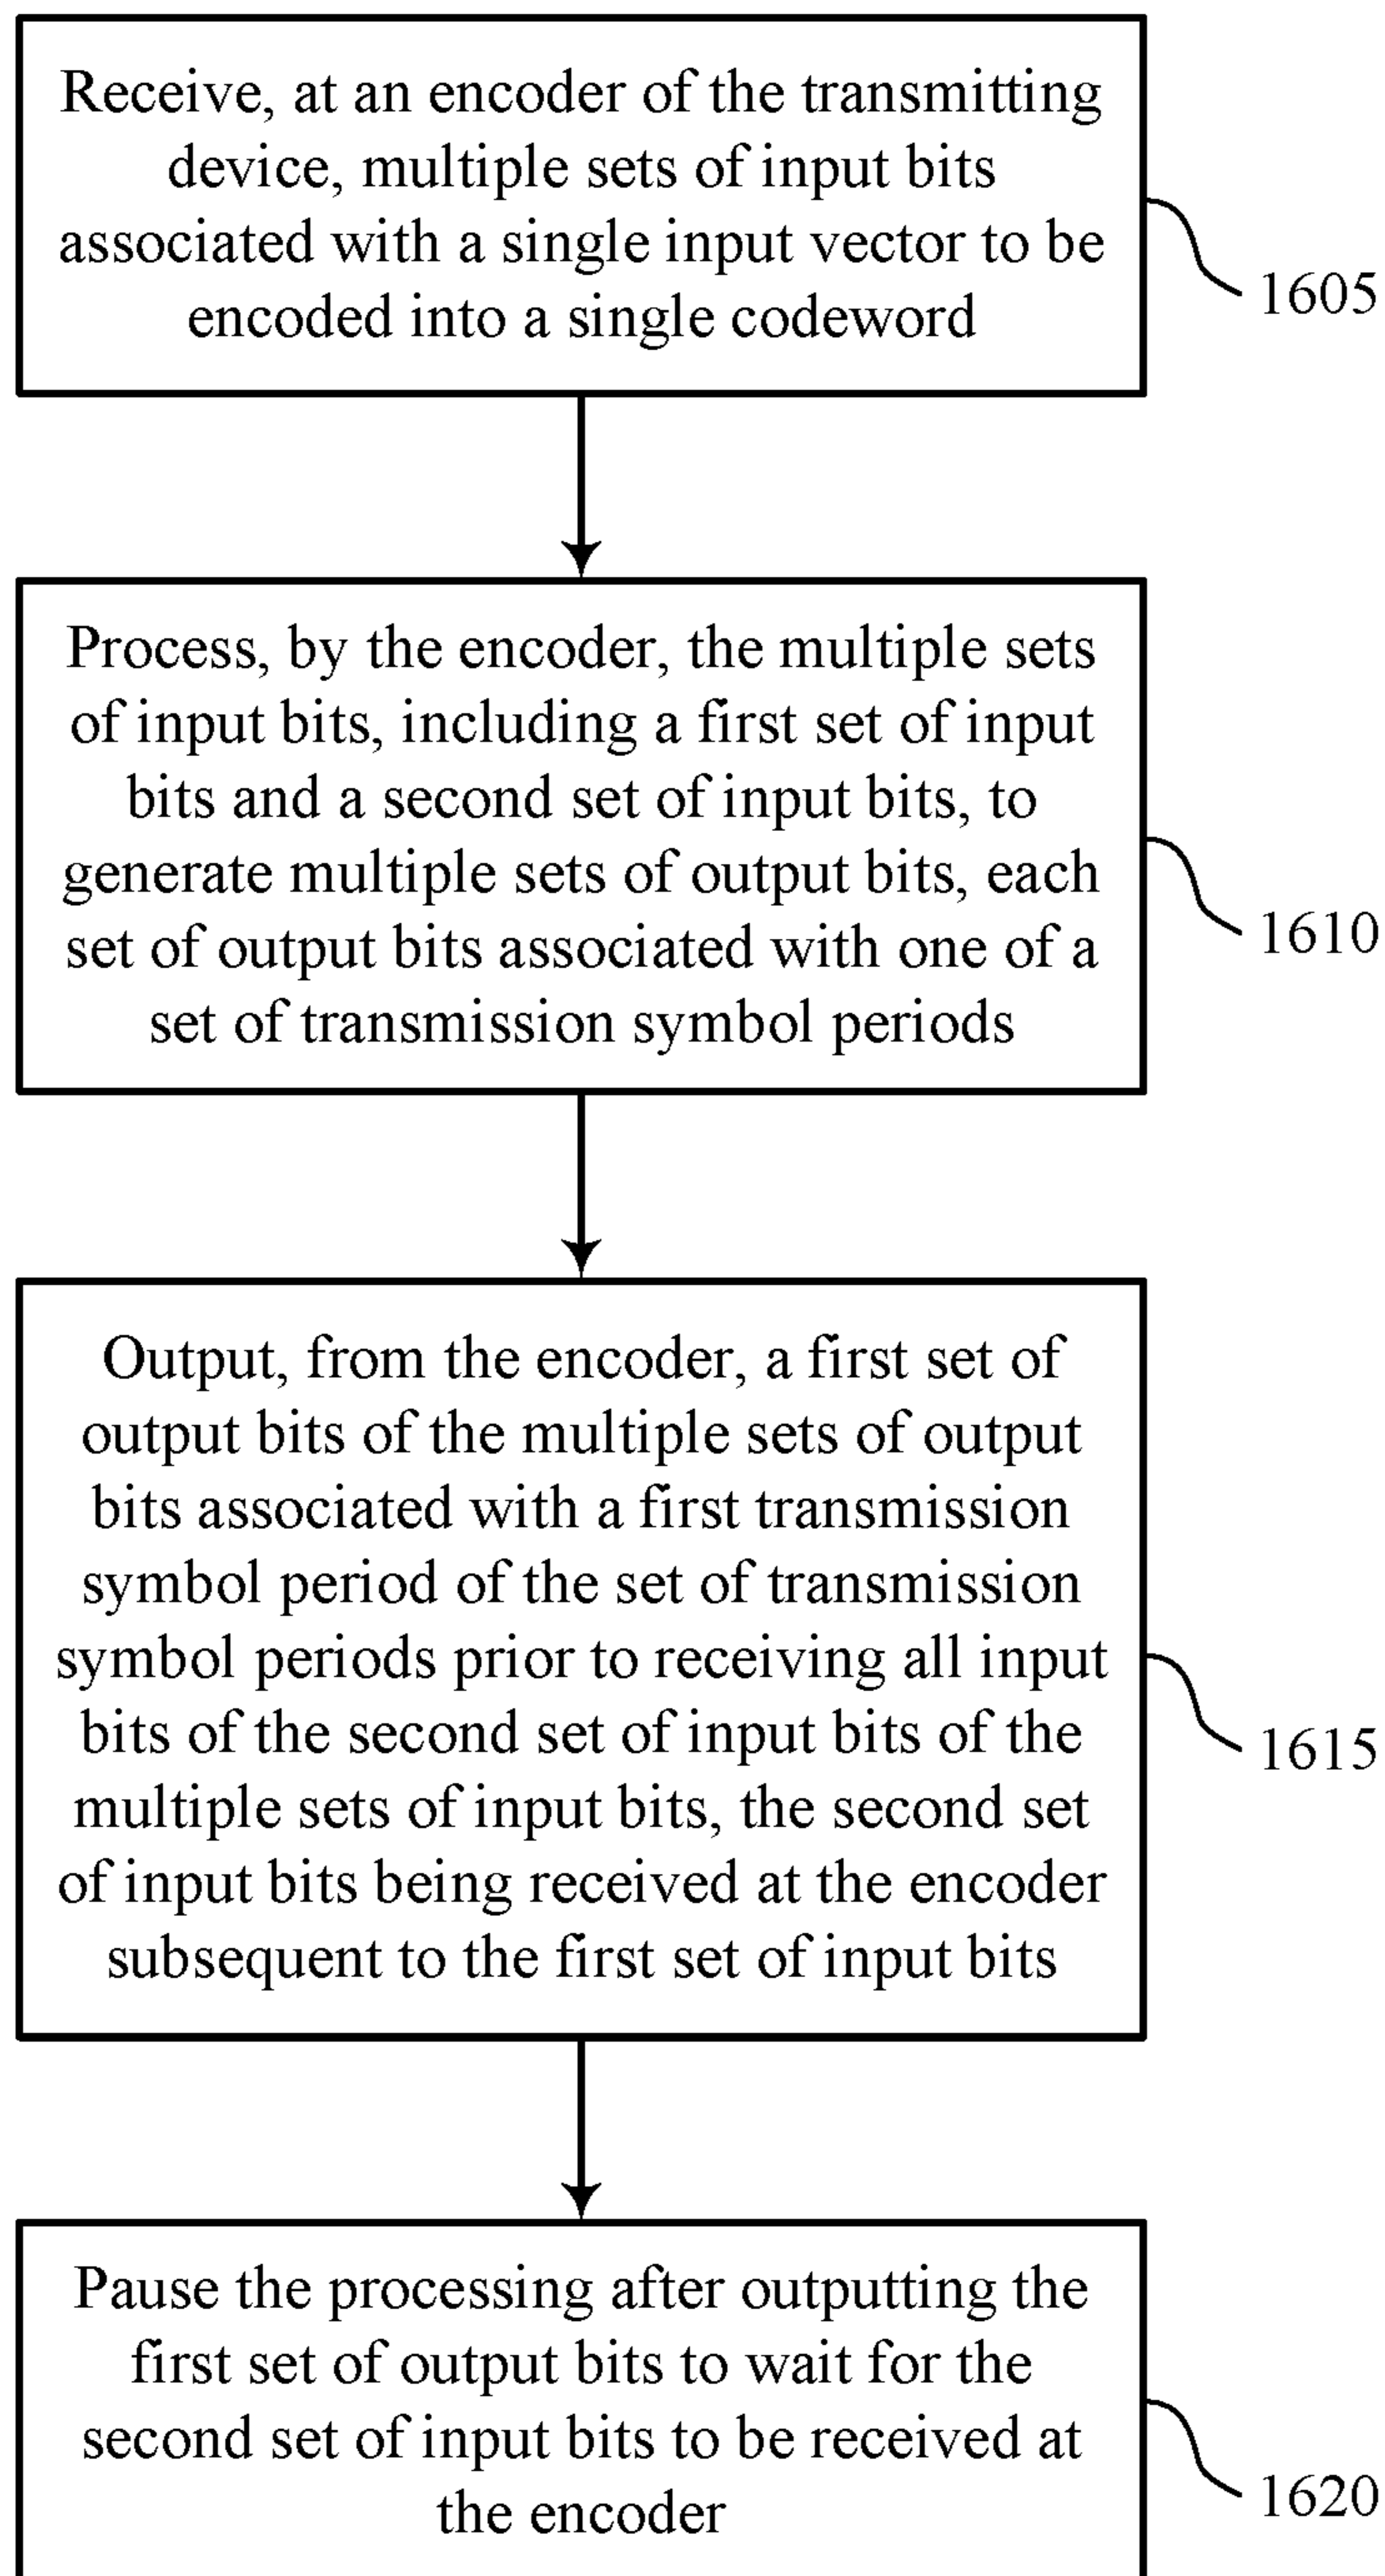 Receive, at an encoder of the transmitting
device, multiple sets of input bits
associated with a single input vector to be
encoded into a single codeword
1605
Process, by the encoder, the multiple sets
of input bits, including a first set of input
bits and a second set of input bits, to
generate multiple sets of output bits, each
set of output bits associated with one of a
set of transmission symbol periods
1610
Output, from the encoder, a first set of
output bits of the multiple sets of output
bits associated with a first transmission
symbol period of the set of transmission
symbol periods prior to receiving all input
bits of the second set of input bits of the
multiple sets of input bits, the second set
of input bits being received at the encoder
subsequent to the first set of input bits
1615
Pause the processing after outputting the
first set of output bits to wait for the
second set of input bits to be received at
the encoder
1620